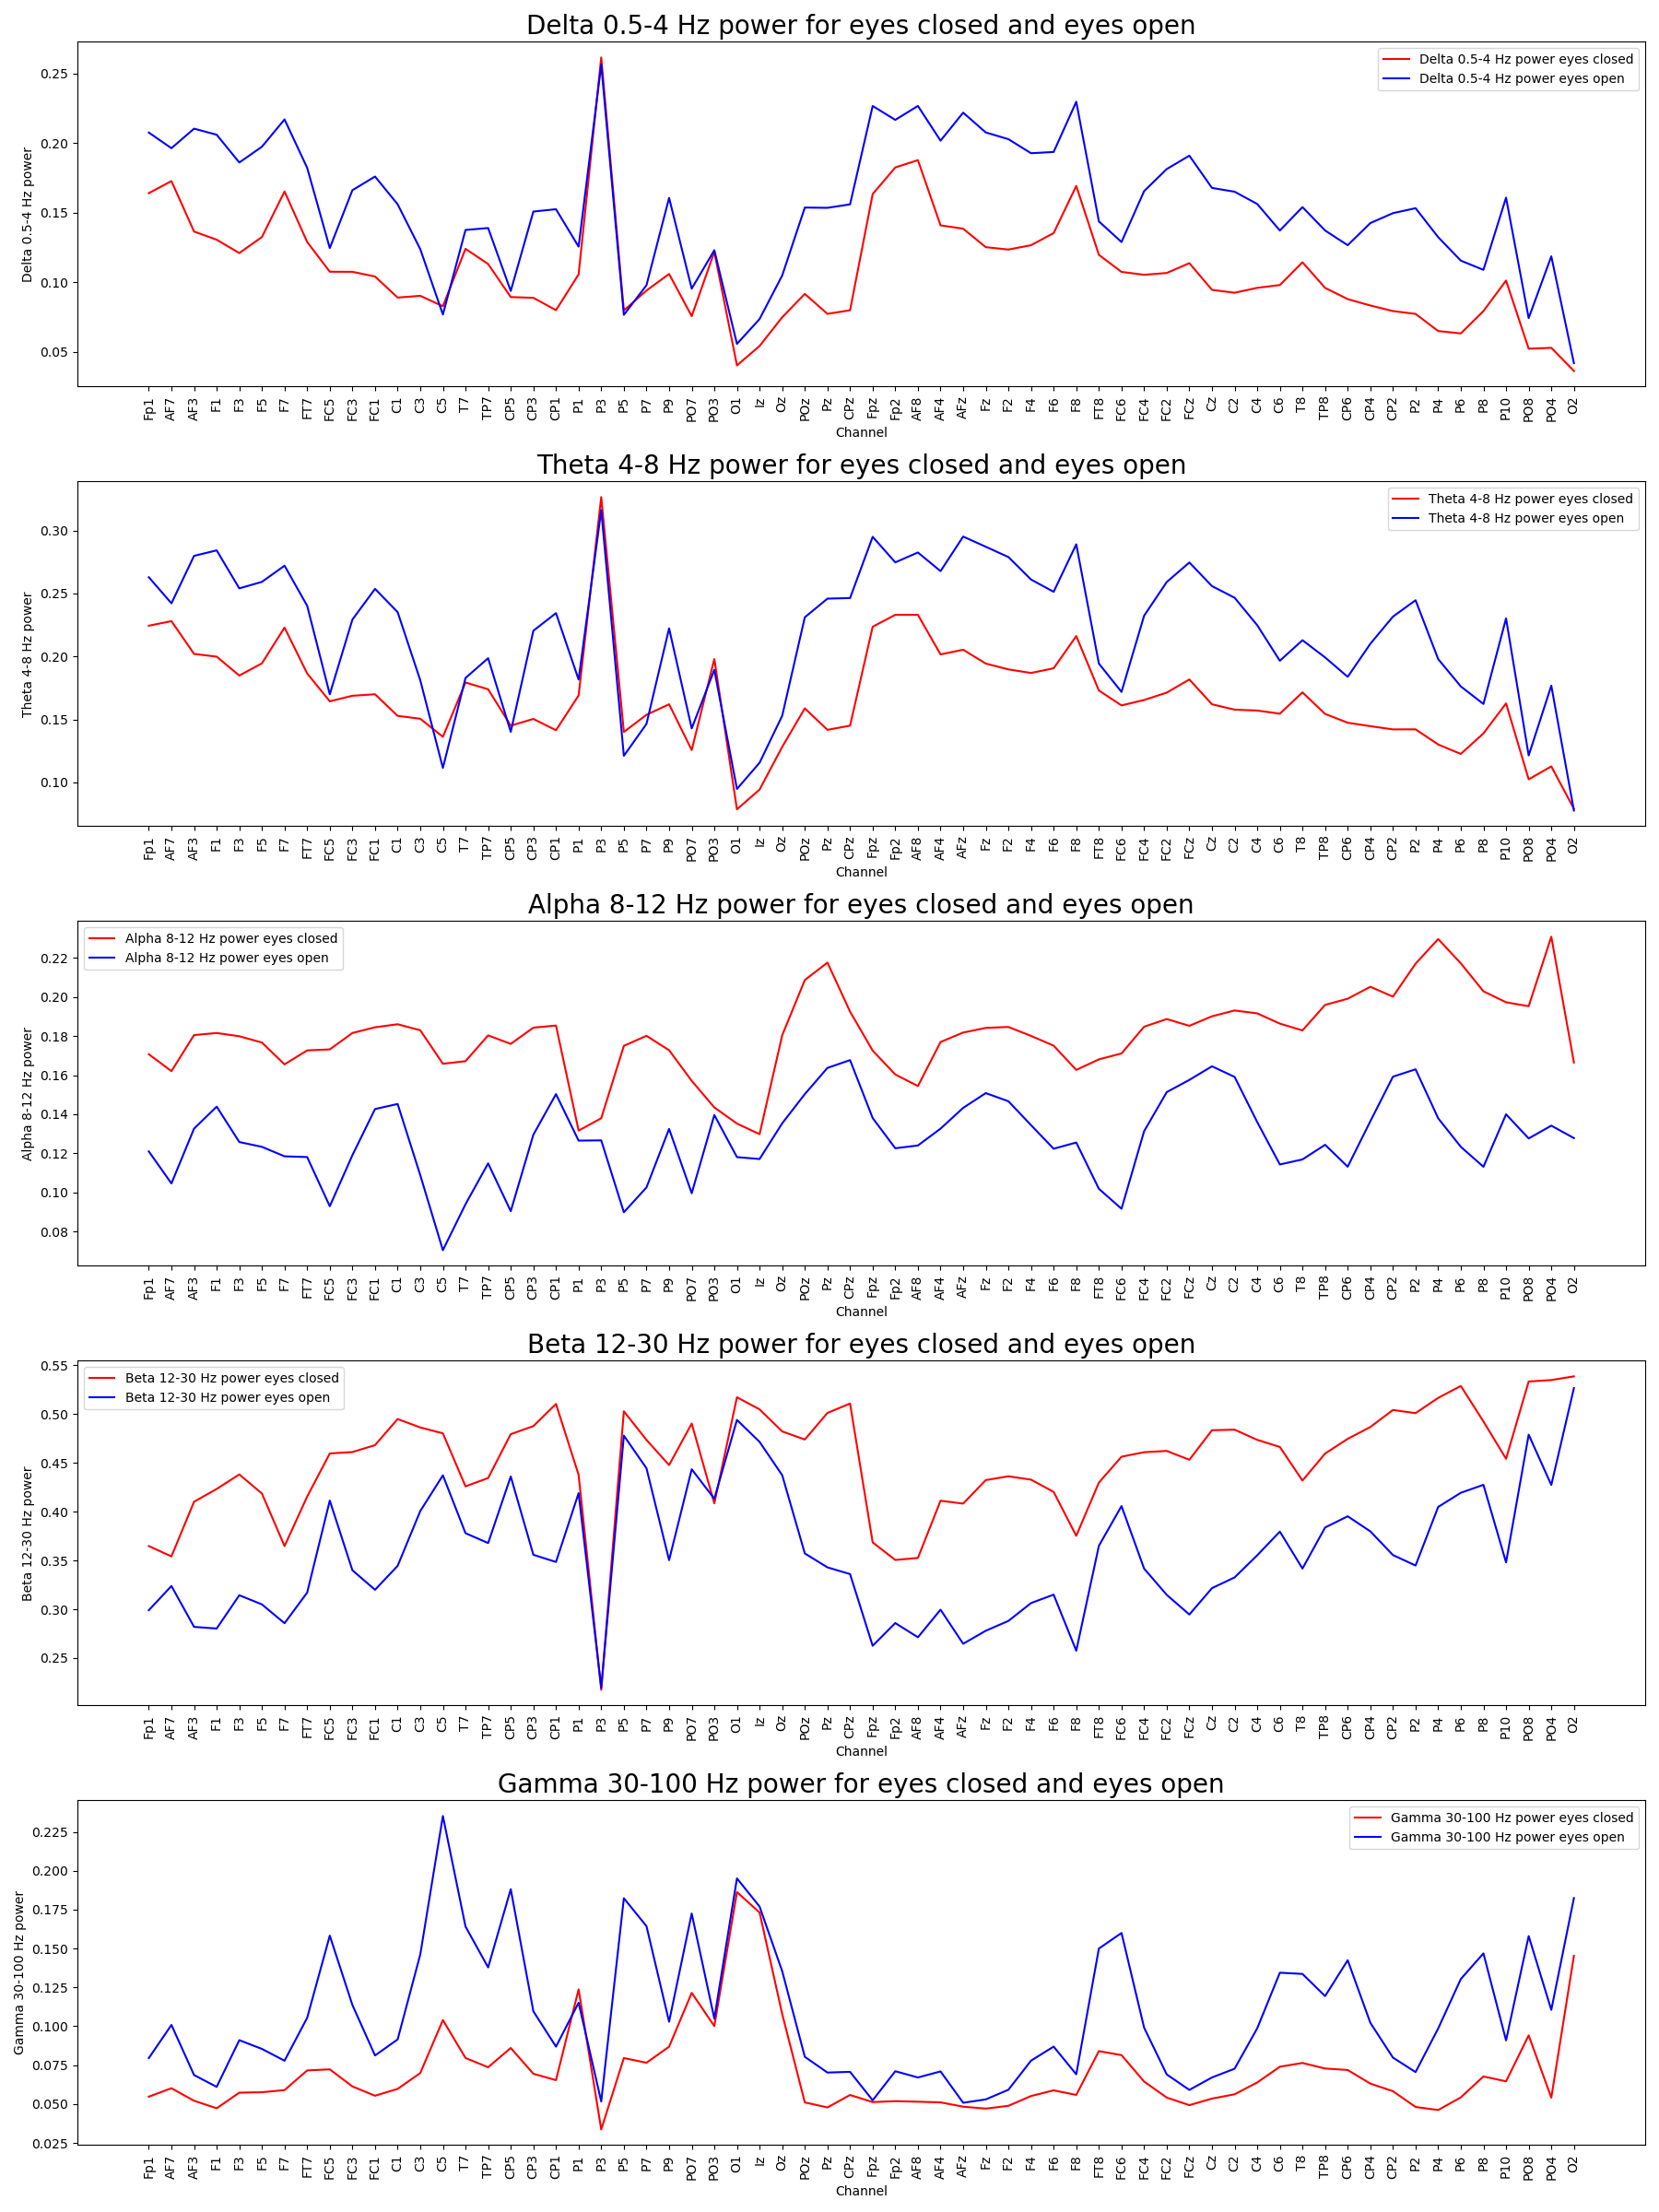 Delta 0.5-4 Hz power for eyes closed and eyes open
Delta 0.5-4 Hz power eyes closed
Delta 0.5-4 Hz power eyes open
Delta 0.5-4 Hz power
0.25
0.20
0.15
0.10
0.05
Fp1 AF7 AF3 F1 F3 F5 F7 FT7 FC5 FC3 FC1 C1 C3 C5 T7 TP7 CP5 CP3 CP1 P1 P3 P5 P7 P9 PO7 PO3 O1 Iz Oz POz Pz CPz Fpz Fp2 AF8 AF4 AFz Fz F2 F4 F6 F8 FT8 FC6 FC4 FC2 FCz Cz C2 C4 C6 T8 TP8 CP6 CP4 CP2 P2 P4 P6 P8 P10 PO8 PO4 O2
Channel
Theta 4-8 Hz power for eyes closed and eyes open
Theta 4-8 Hz power eyes closed
Theta 4-8 Hz power eyes open
Theta 4-8 Hz power
0.30
0.25
0.20
0.15
0.10
Fp1 AF7 AF3 F1 F3 F5 F7 FT7 FC5 FC3 FC1 C1 C3 C5 T7 TP7 CP5 CP3 CP1 P1 P3 P5 P7 P9 PO7 PO3 O1 Iz Oz POz Pz CPz Fpz Fp2 AF8 AF4 AFz Fz F2 F4 F6 F8 FT8 FC6 FC4 FC2 FCz Cz C2 C4 C6 T8 TP8 CP6 CP4 CP2 P2 P4 P6 P8 P10 PO8 PO4 O2
Channel
Alpha 8-12 Hz power for eyes closed and eyes open
Alpha 8-12 Hz power eyes closed
Alpha 8-12 Hz power eyes open
Alpha 8-12 Hz power
0.22
0.20
0.18
0.16
0.14
0.12
0.10
0.08
Fp1 AF7 AF3 F1 F3 F5 F7 FT7 FC5 FC3 FC1 C1 C3 C5 T7 TP7 CP5 CP3 CP1 P1 P3 P5 P7 P9 PO7 PO3 O1 Iz Oz POz Pz CPz Fpz Fp2 AF8 AF4 AFz Fz F2 F4 F6 F8 FT8 FC6 FC4 FC2 FCz Cz C2 C4 C6 T8 TP8 CP6 CP4 CP2 P2 P4 P6 P8 P10 PO8 PO4 O2
Channel
Beta 12-30 Hz power for eyes closed and eyes open
Beta 12-30 Hz power eyes closed
Beta 12-30 Hz power eyes open
Beta 12-30 Hz power
0.55
0.50
0.45
0.40
0.35
0.30
0.25
Fp1 AF7 AF3 F1 F3 F5 F7 FT7 FC5 FC3 FC1 C1 C3 C5 T7 TP7 CP5 CP3 CP1 P1 P3 P5 P7 P9 PO7 PO3 O1 Iz Oz POz Pz CPz Fpz Fp2 AF8 AF4 AFz Fz F2 F4 F6 F8 FT8 FC6 FC4 FC2 FCz Cz C2 C4 C6 T8 TP8 CP6 CP4 CP2 P2 P4 P6 P8 P10 PO8 PO4 O2
Channel
Gamma 30-100 Hz power for eyes closed and eyes open
Gamma 30-100 Hz power eyes closed
Gamma 30-100 Hz power eyes open
Gamma 30-100 Hz power
0.225
0.200
0.175
0.150
0.125
0.100
0.075
0.050
0.025
Fp1 AF7 AF3 F1 F3 F5 F7 FT7 FC5 FC3 FC1 C1 C3 C5 T7 TP7 CP5 CP3 CP1 P1 P3 P5 P7 P9 PO7 PO3 O1 Iz Oz POz Pz CPz Fpz Fp2 AF8 AF4 AFz Fz F2 F4 F6 F8 FT8 FC6 FC4 FC2 FCz Cz C2 C4 C6 T8 TP8 CP6 CP4 CP2 P2 P4 P6 P8 P10 PO8 PO4 O2
Channel